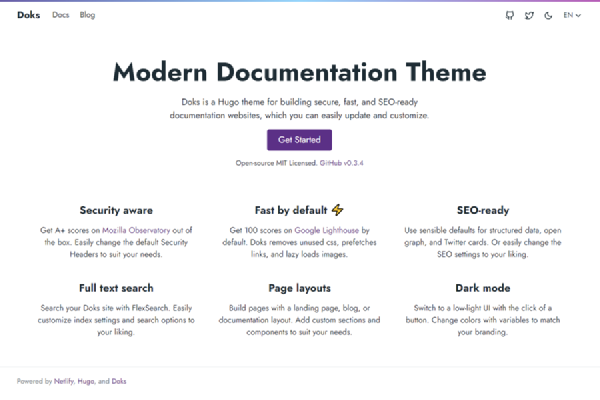 Doks Docs Blog EN
Modern Documentation Theme
Doks is a Hugo theme for building secure, fast, and SEO-ready
documentation websites, which you can easily update and customize.
Get Started
Open-source MIT Licensed. GitHub v0.3.4
Security aware
Get A+ scores on Mozilla Observatory out of
the box. Easily change the default Security
Headers to suit your needs.
Fast by default ⚡
Get 100 scores on Google Lighthouse by
default. Doks removes unused css, prefetches
links, and lazy loads images.
SEO-ready
Use sensible defaults for structured data, open
graph, and Twitter cards. Or easily change the
SEO settings to your liking.
Full text search
Search your Doks site with FlexSearch. Easily
customize index settings and search options to
your liking.
Page layouts
Build pages with a landing page, blog, or
documentation layout. Add custom sections and
components to suit your needs.
Dark mode
Switch to a low-light UI with the click of a
button. Change colors with variables to match
your branding.
Powered by Netlify, Hugo, and Doks